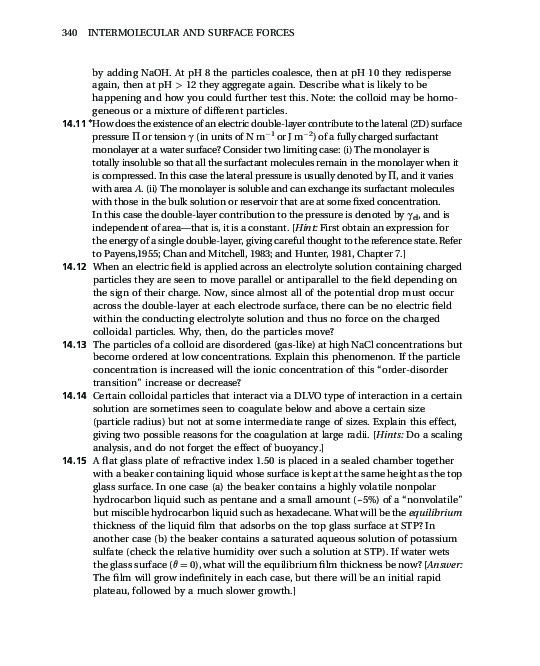 340 INTERMOLECULAR AND SURFACE FORCES
by adding NaOH. At pH 8 the particles coalesce, then at pH 10 they redisperse
again, then at pH > 12 they aggregate again. Describe what is likely to be
happening and how you could further test this. Note: the colloid may be homo-
geneous or a mixture of different particles.
14.11 *How does the existence of an electric double-layer contribute to the lateral (2D) surface
pressure Π or tension γ (in units of N m⁻¹ or J m⁻²) of a fully charged surfactant
monolayer at a water surface? Consider two limiting case: (i) The monolayer is
totally insoluble so that all the surfactant molecules remain in the monolayer when it
is compressed. In this case the lateral pressure is usually denoted by Π, and it varies
with area A. (ii) The monolayer is soluble and can exchange its surfactant molecules
with those in the bulk solution or reservoir that are at some fixed concentration.
In this case the double-layer contribution to the pressure is denoted by γel, and is
independent of area—that is, it is a constant. [Hint: First obtain an expression for
the energy of a single double-layer, giving careful thought to the reference state. Refer
to Payens,1955; Chan and Mitchell, 1983; and Hunter, 1981, Chapter 7.]
14.12 When an electric field is applied across an electrolyte solution containing charged
particles they are seen to move parallel or antiparallel to the field depending on
the sign of their charge. Now, since almost all of the potential drop must occur
across the double-layer at each electrode surface, there can be no electric field
within the conducting electrolyte solution and thus no force on the charged
colloidal particles. Why, then, do the particles move?
14.13 The particles of a colloid are disordered (gas-like) at high NaCl concentrations but
become ordered at low concentrations. Explain this phenomenon. If the particle
concentration is increased will the ionic concentration of this “order-disorder
transition” increase or decrease?
14.14 Certain colloidal particles that interact via a DLVO type of interaction in a certain
solution are sometimes seen to coagulate below and above a certain size
(particle radius) but not at some intermediate range of sizes. Explain this effect,
giving two possible reasons for the coagulation at large radii. [Hints: Do a scaling
analysis, and do not forget the effect of buoyancy.]
14.15 A flat glass plate of refractive index 1.50 is placed in a sealed chamber together
with a beaker containing liquid whose surface is kept at the same height as the top
glass surface. In one case (a) the beaker contains a highly volatile nonpolar
hydrocarbon liquid such as pentane and a small amount (~5%) of a “nonvolatile”
but miscible hydrocarbon liquid such as hexadecane. What will be the equilibrium
thickness of the liquid film that adsorbs on the top glass surface at STP? In
another case (b) the beaker contains a saturated aqueous solution of potassium
sulfate (check the relative humidity over such a solution at STP). If water wets
the glass surface (θ = 0), what will the equilibrium film thickness be now? [Answer:
The film will grow indefinitely in each case, but there will be an initial rapid
plateau, followed by a much slower growth.]